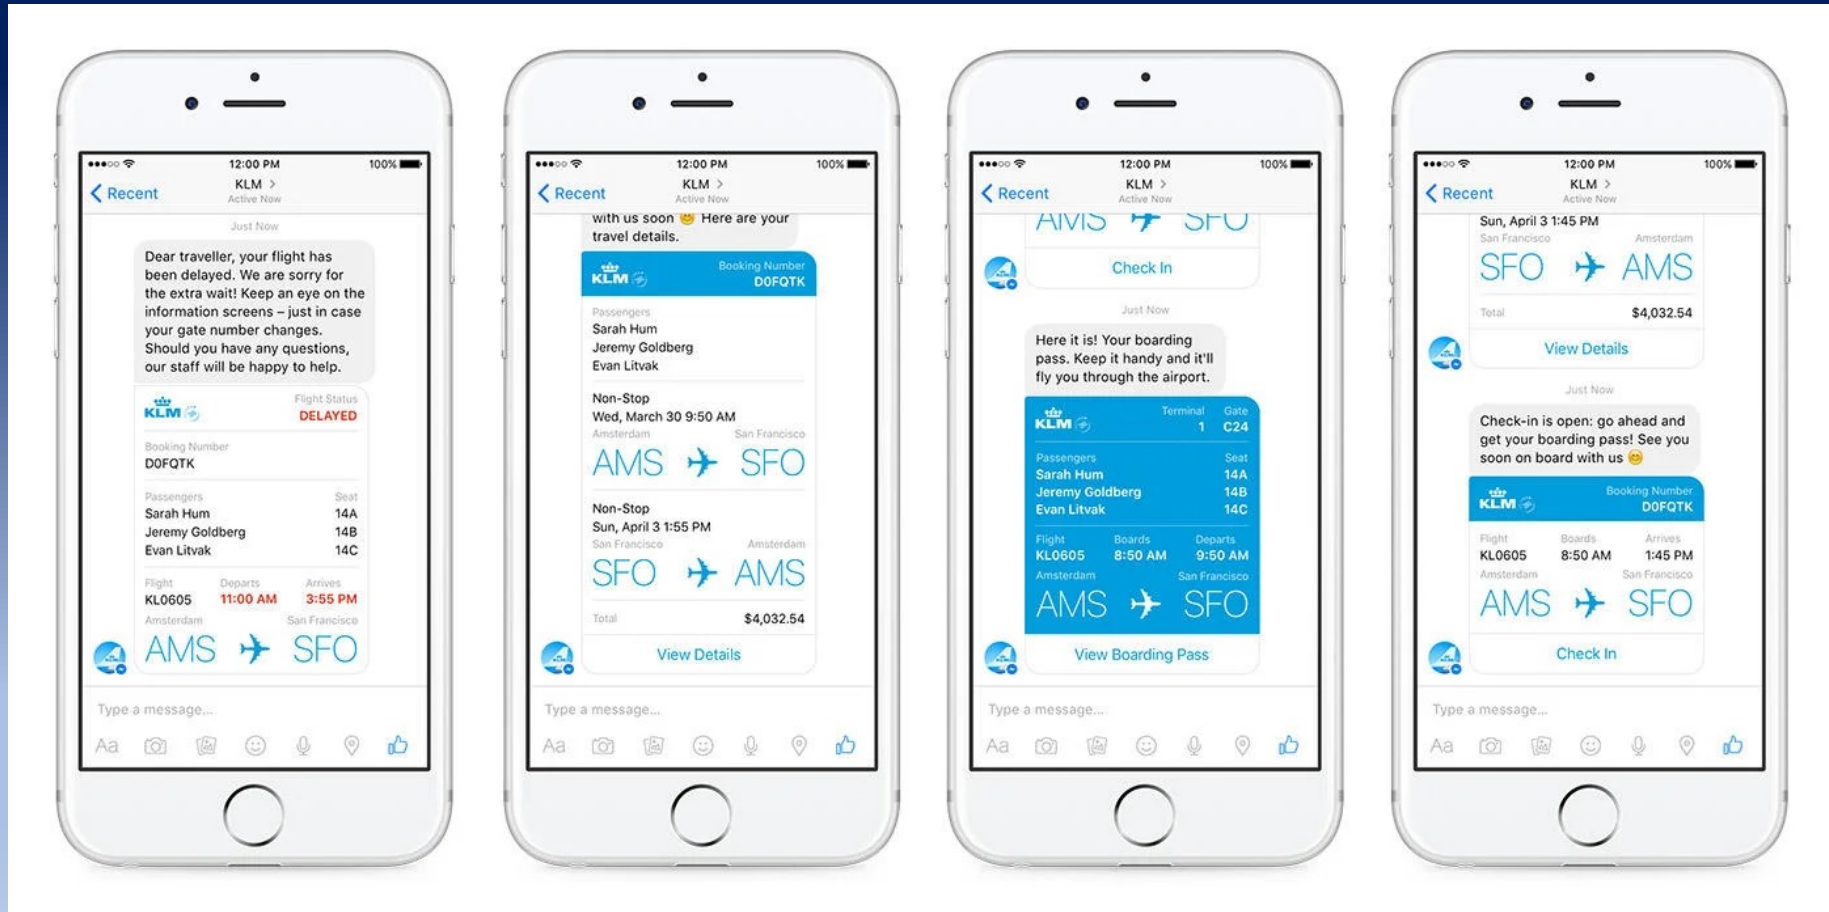 12:00 PM 100%
Recent KLM
Active Now
Just Now
Dear traveller, your flight has
been delayed. We are sorry for
the extra wait! Keep an eye on the
information screens – just in case
your gate number changes.
Should you have any questions,
our staff will be happy to help.
KLM Flight Status
DELAYED
Booking Number
D0FQTK
Passengers Seat
Sarah Hum 14A
Jeremy Goldberg 14B
Evan Litvak 14C
Flight Departs Arrives
KL0605 11:00 AM 3:55 PM
Amsterdam San Francisco
AMS SFO
Type a message...
Aa
12:00 PM 100%
Recent KLM
Active Now
with us soon 😊 Here are your
travel details.
KLM Booking Number
D0FQTK
Passengers
Sarah Hum
Jeremy Goldberg
Evan Litvak
Non-Stop
Wed, March 30 9:50 AM
Amsterdam San Francisco
AMS SFO
Non-Stop
Sun, April 3 1:55 PM
San Francisco Amsterdam
SFO AMS
Total $4,032.54
View Details
Type a message...
Aa
12:00 PM 100%
Recent KLM
Active Now
AMS SFO
Check In
Just Now
Here it is! Your boarding
pass. Keep it handy and it'll
fly you through the airport.
KLM Terminal Gate
1 C24
Passengers Seat
Sarah Hum 14A
Jeremy Goldberg 14B
Evan Litvak 14C
Flight Boards Departs
KL0605 8:50 AM 9:50 AM
Amsterdam San Francisco
AMS SFO
View Boarding Pass
Type a message...
Aa
12:00 PM 100%
Recent KLM
Active Now
Sun, April 3 1:45 PM
San Francisco Amsterdam
SFO AMS
Total $4,032.54
View Details
Just Now
Check-in is open: go ahead and
get your boarding pass! See you
soon on board with us 😊
KLM Booking Number
D0FQTK
Flight Boards Arrives
KL0605 8:50 AM 1:45 PM
Amsterdam San Francisco
AMS SFO
Check In
Type a message...
Aa